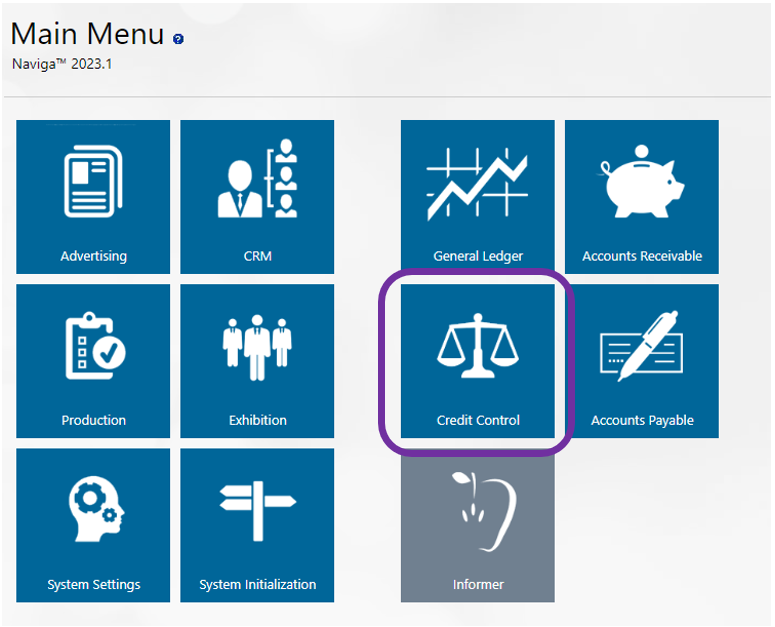 Main Menu
Naviga™ 2023.1
Advertising
CRM
General Ledger
Accounts Receivable
Production
Exhibition
Credit Control
Accounts Payable
System Settings
System Initialization
Informer